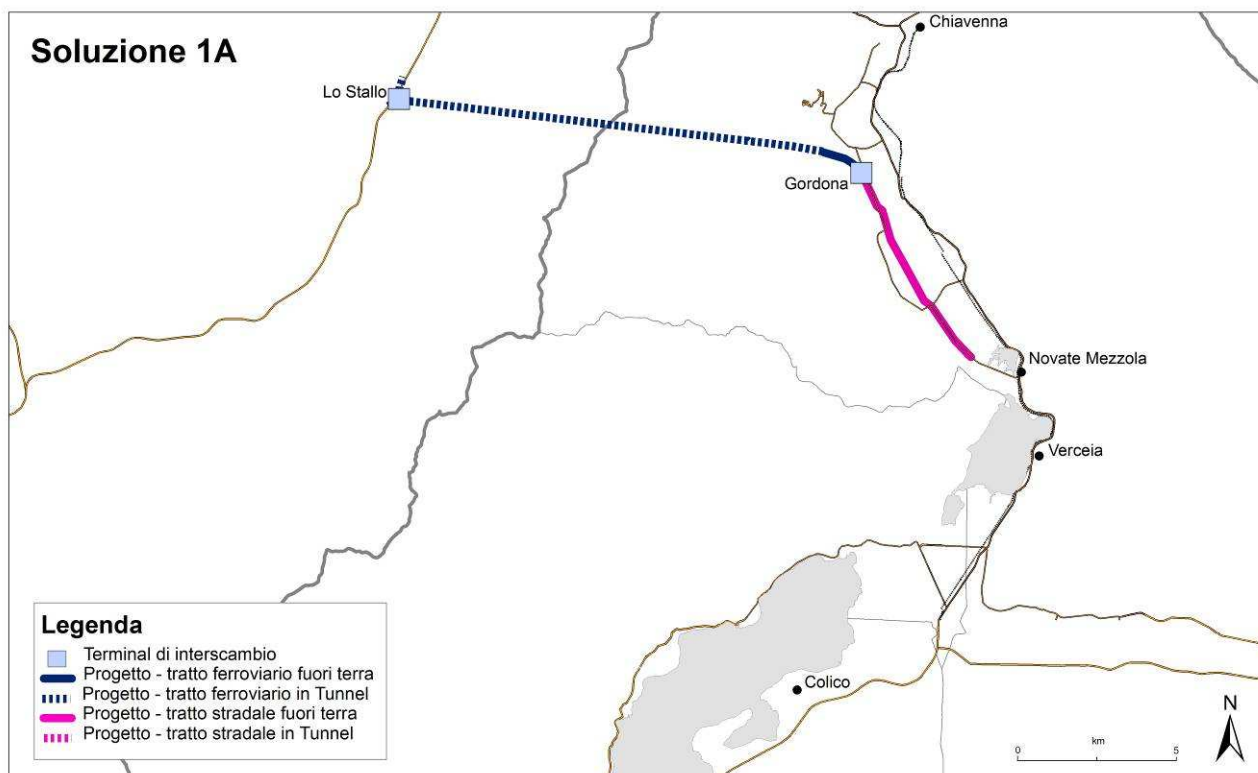 Soluzione 1A
Chiavenna
Lo Stallo
Gordona
Novate Mezzola
Verceia
Colico
Legenda
Terminal di interscambio
Progetto - tratto ferroviario fuori terra
Progetto - tratto ferroviario in Tunnel
Progetto - tratto stradale fuori terra
Progetto - tratto stradale in Tunnel
N
km
0 5